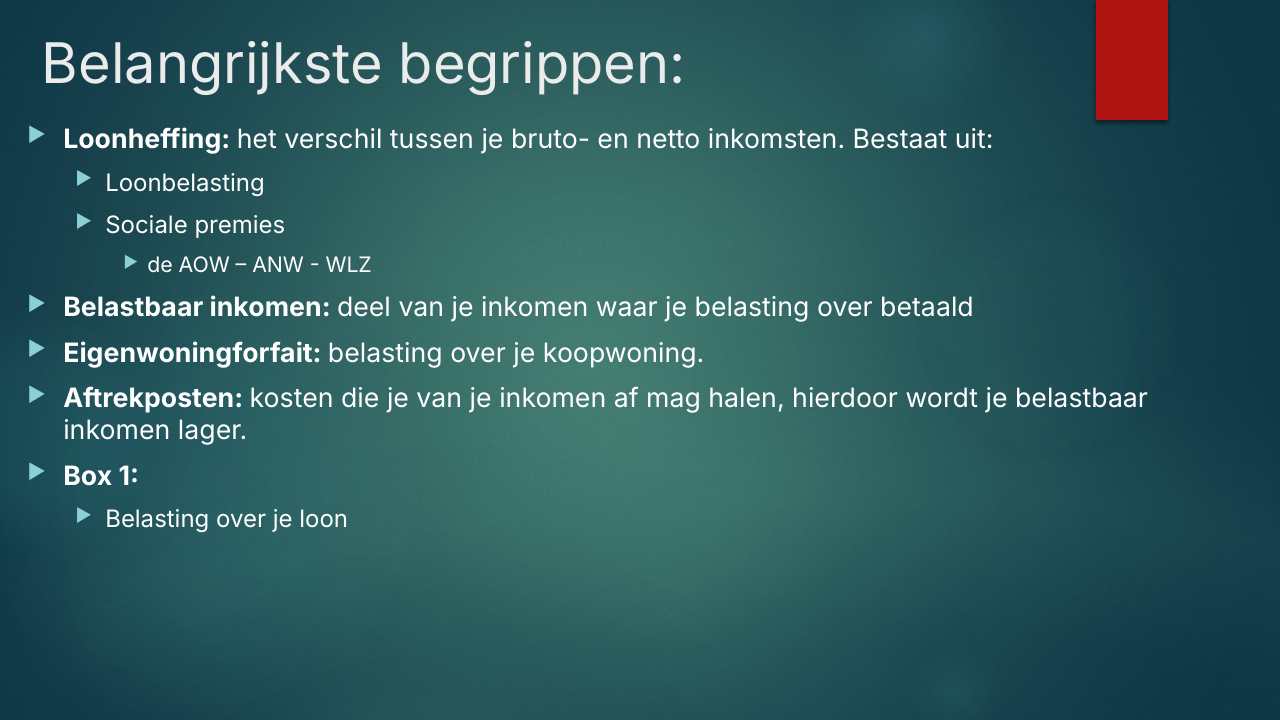 Belangrijkste begrippen:
Loonheffing: het verschil tussen je bruto- en netto inkomsten. Bestaat uit:
Loonbelasting
Sociale premies
de AOW – ANW - WLZ
Belastbaar inkomen: deel van je inkomen waar je belasting over betaald
Eigenwoningforfait: belasting over je koopwoning.
Aftrekposten: kosten die je van je inkomen af mag halen, hierdoor wordt je belastbaar
inkomen lager.
Box 1:
Belasting over je loon